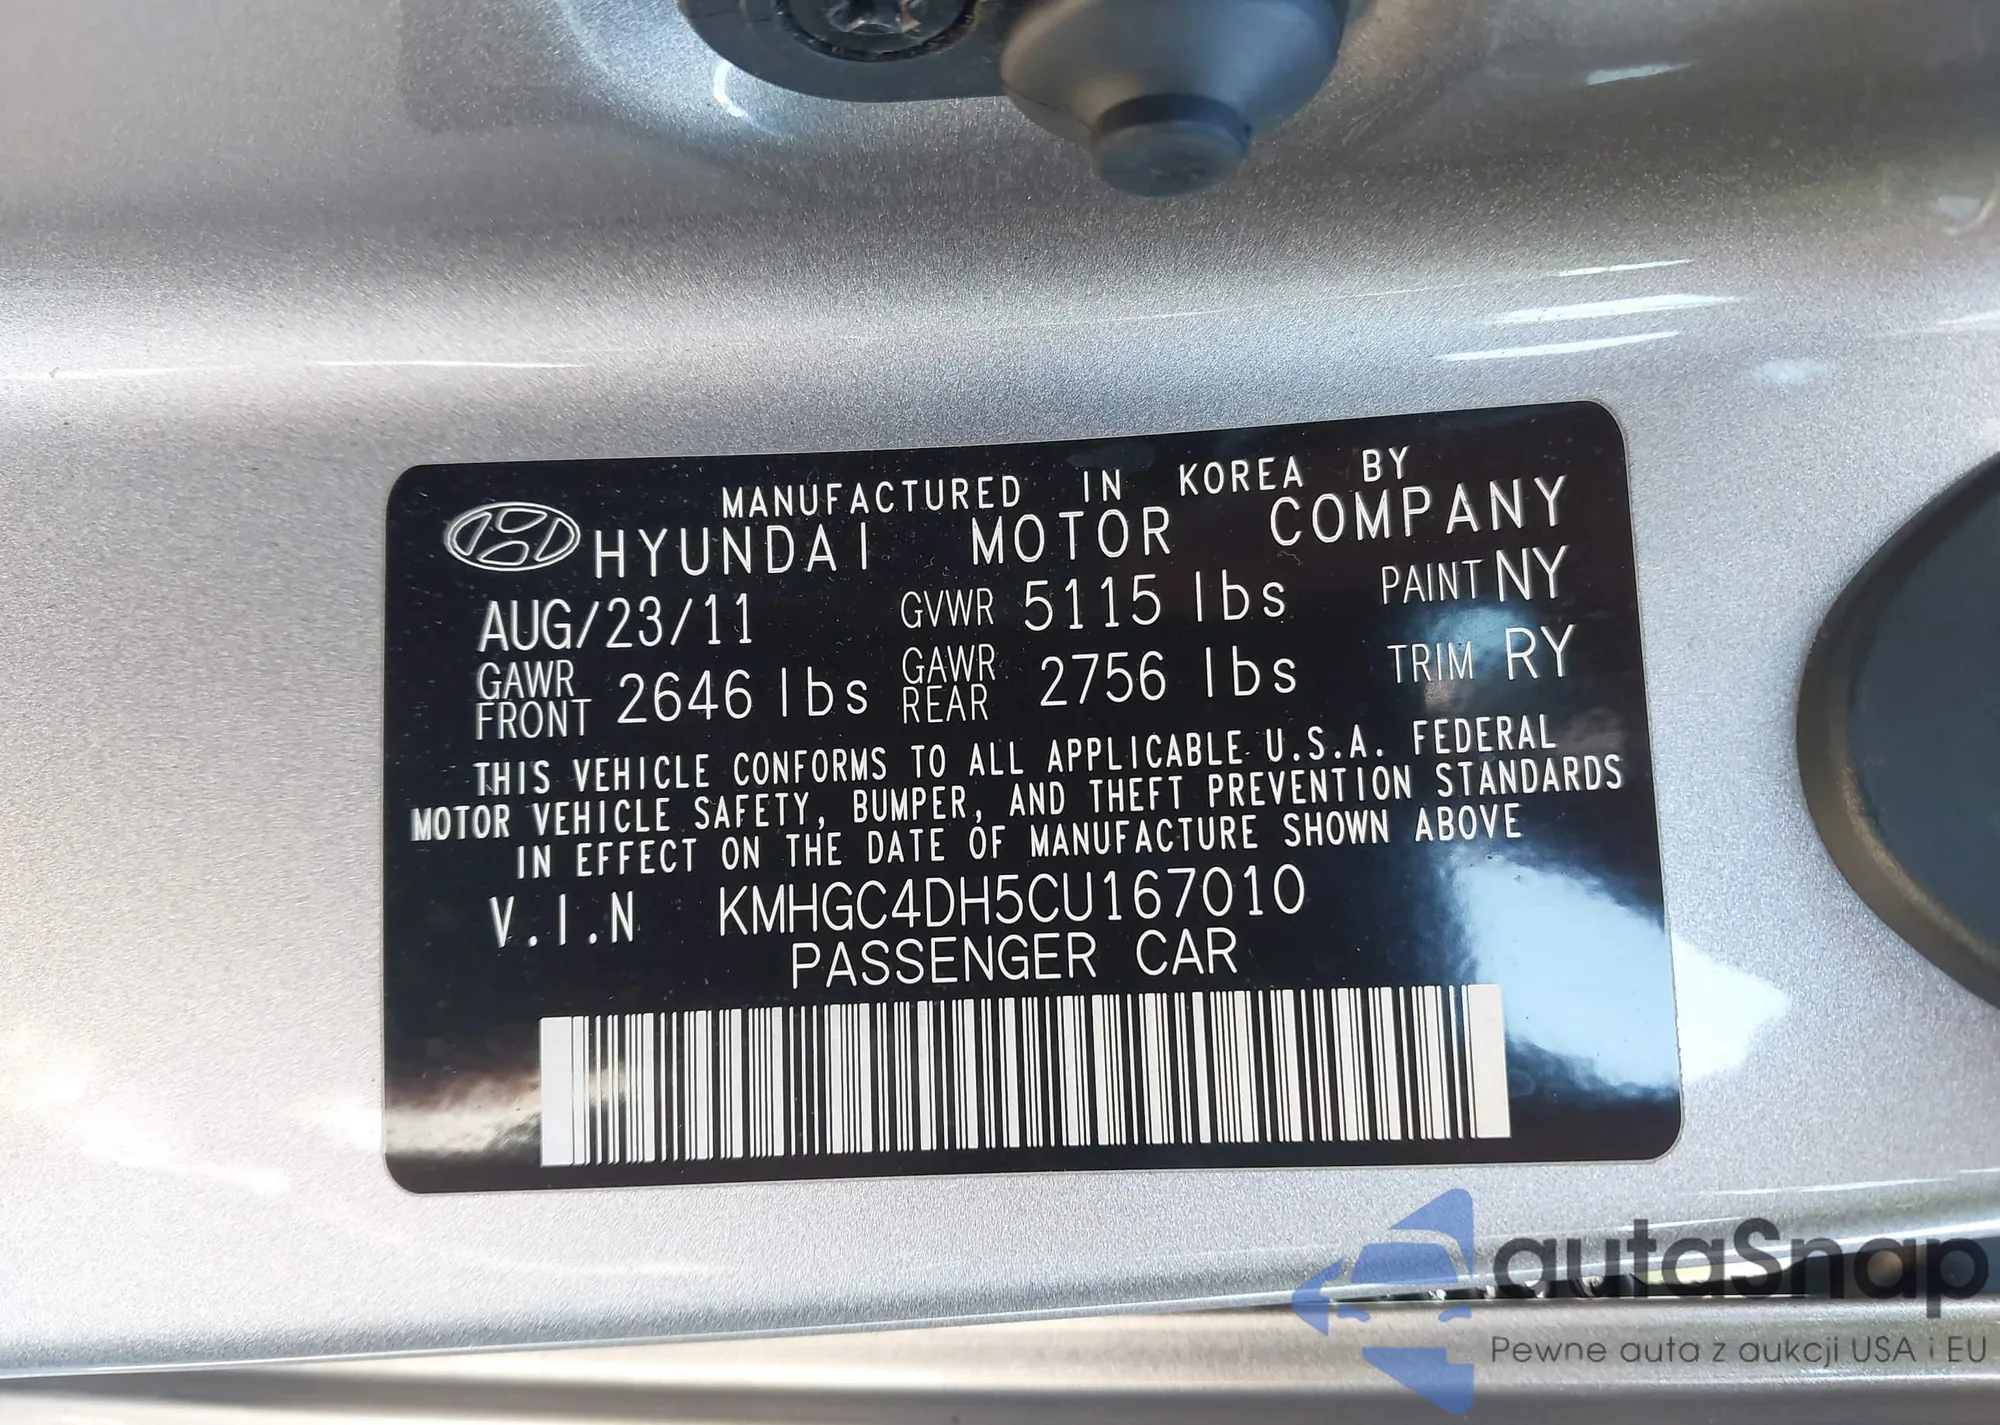 MANUFACTURED IN KOREA BY
HYUNDAI MOTOR COMPANY
AUG/23/11 GVWR 5115 lbs PAINT NY
GAWR FRONT 2646 lbs GAWR REAR 2756 lbs TRIM RY
THIS VEHICLE CONFORMS TO ALL APPLICABLE U.S.A. FEDERAL
MOTOR VEHICLE SAFETY, BUMPER, AND THEFT PREVENTION STANDARDS
IN EFFECT ON THE DATE OF MANUFACTURE SHOWN ABOVE
V.I.N KMHGC4DH5CU167010
PASSENGER CAR
autaSnap
Pewne auta z aukcji USA i EU